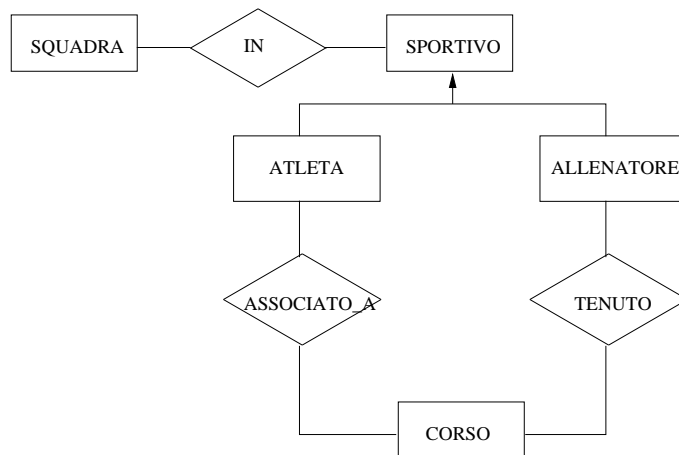 SQUADRA
IN
SPORTIVO
ATLETA
ALLENATORE
ASSOCIATO_A
TENUTO
CORSO